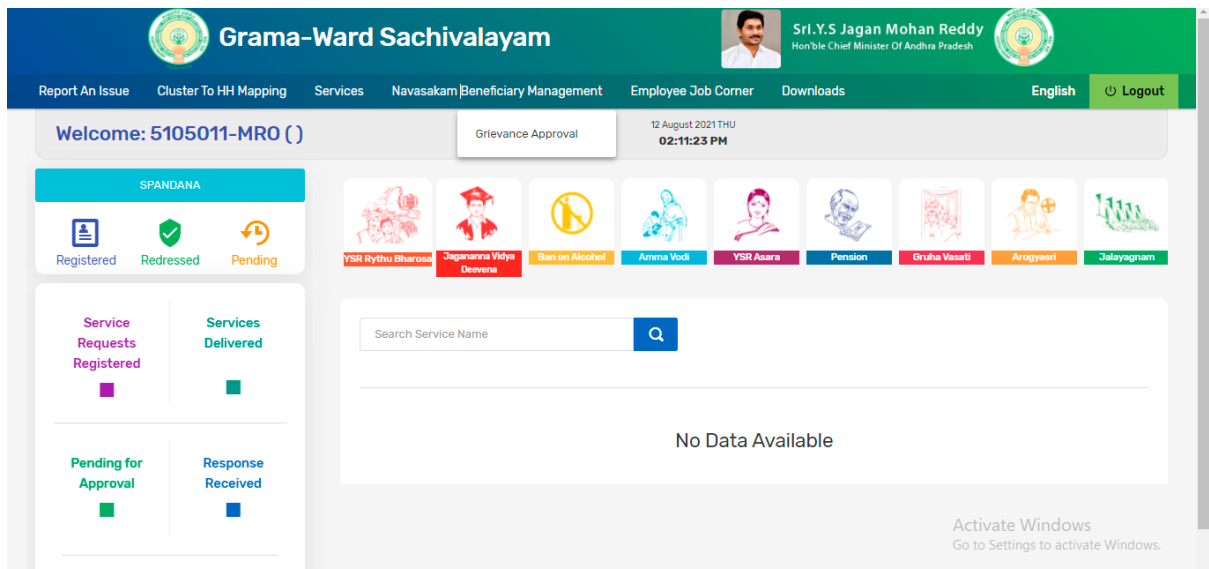 Grama-Ward Sachivalayam
Sri.Y.S Jagan Mohan Reddy
Hon'ble Chief Minister Of Andhra Pradesh
Report An Issue Cluster To HH Mapping Services Navasakam Beneficiary Management Employee Job Corner Downloads English Logout
Welcome: 5105011-MRO ( )
Grievance Approval
12 August 2021 THU
02:11:23 PM
SPANDANA
Registered Redressed Pending
YSR Rythu Bharosa
Jagananna Vidya
Deevena
Ban on Alcohol
Amma Vodi
YSR Asara
Pension
Gruha Vasati
Arogyasri
Jalayagnam
Service
Requests
Registered
Services
Delivered
Search Service Name
No Data Available
Pending for
Approval
Response
Received
Activate Windows
Go to Settings to activate Windows.